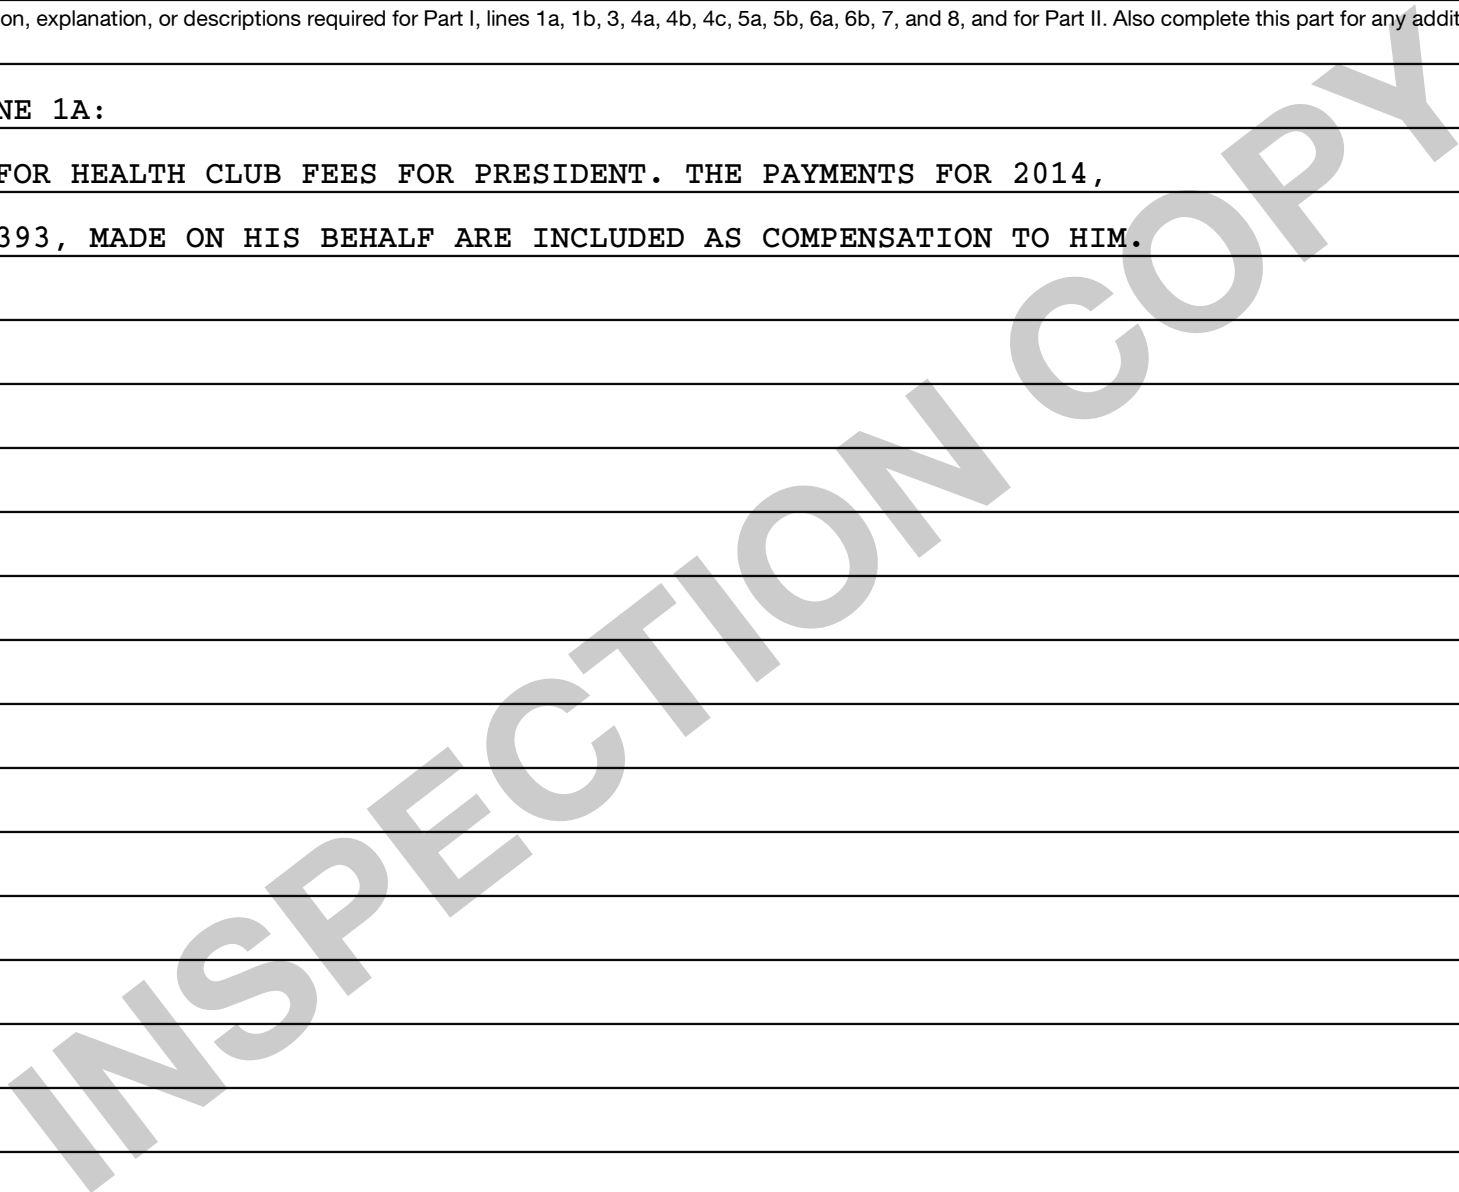 on, explanation, or descriptions required for Part I, lines 1a, 1b, 3, 4a, 4b, 4c, 5a, 5b, 6a, 6b, 7, and 8, and for Part II. Also complete this part for any addit
NE 1A:
FOR HEALTH CLUB FEES FOR PRESIDENT. THE PAYMENTS FOR 2014,
393, MADE ON HIS BEHALF ARE INCLUDED AS COMPENSATION TO HIM.
INSPECTION COPY